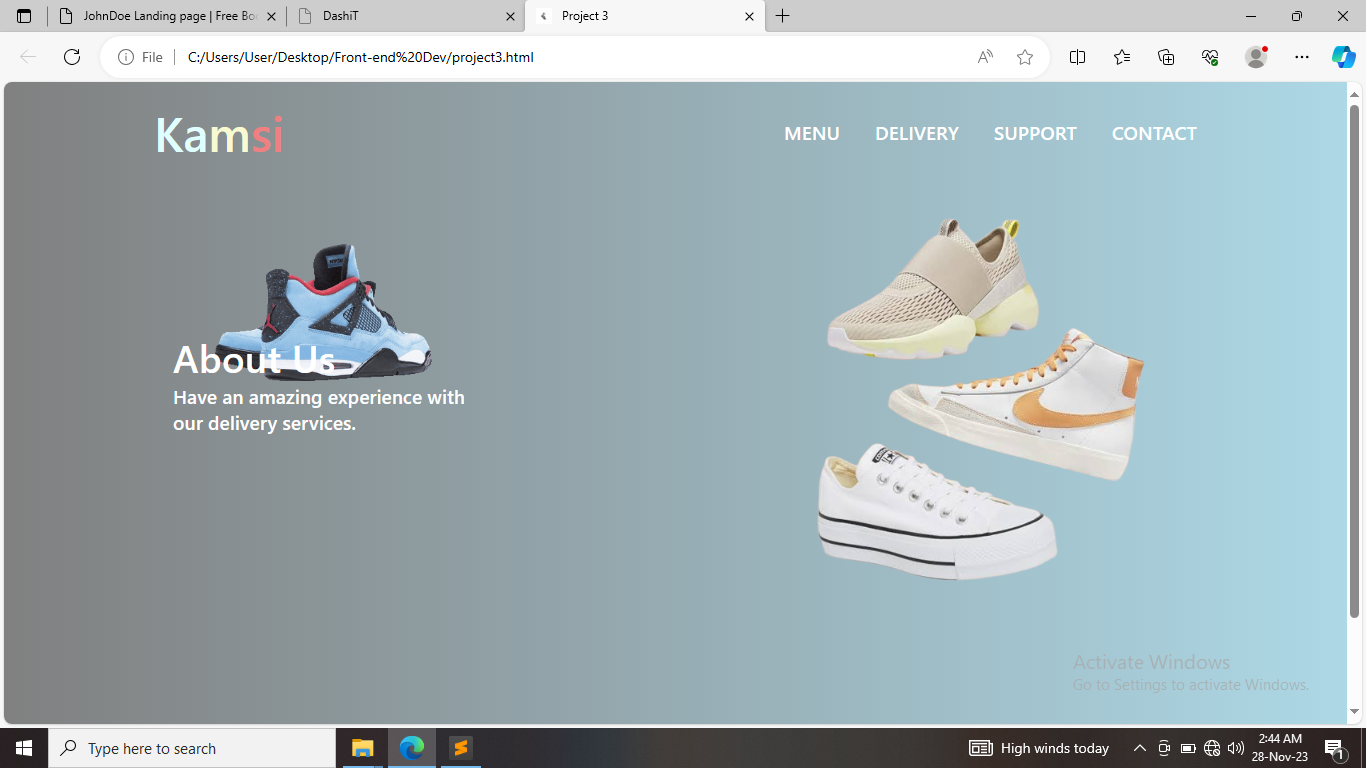 JohnDoe Landing page | Free Boo
DashiT
Project 3
File
C:/Users/User/Desktop/Front-end%20Dev/project3.html
Kamsi
MENU DELIVERY SUPPORT CONTACT
About Us
Have an amazing experience with
our delivery services.
Activate Windows
Go to Settings to activate Windows.
Type here to search
High winds today
2:44 AM
28-Nov-23
1